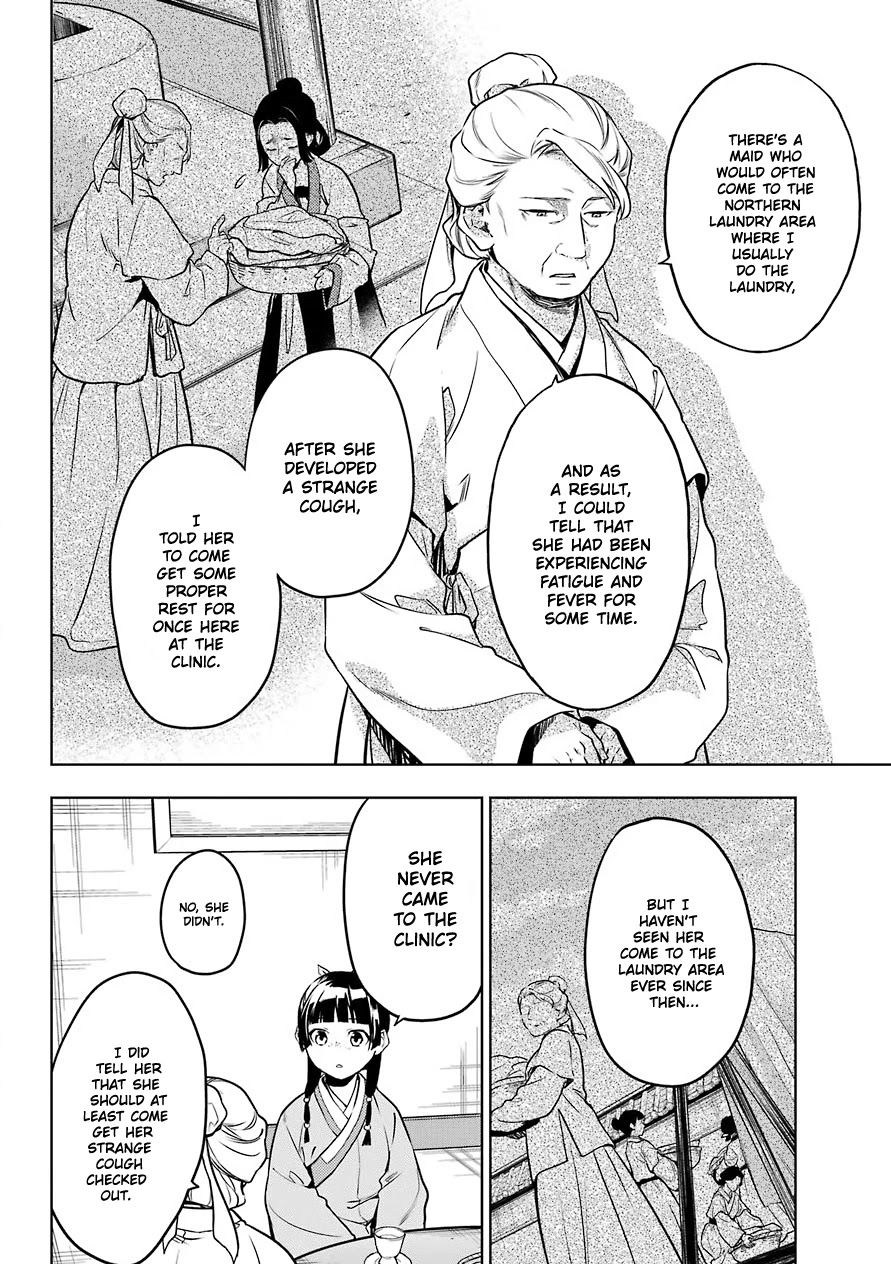 THERE'S A
MAID WHO
WOULD OFTEN
COME TO THE
NORTHERN
LAUNDRY AREA
WHERE I
USUALLY
DO THE
LAUNDRY,
AND AS
A RESULT,
I COULD
TELL THAT
SHE HAD BEEN
EXPERIENCING
FATIGUE AND
FEVER FOR
SOME TIME.
AFTER SHE
DEVELOPED
A STRANGE
COUGH,
I
TOLD HER
TO COME
GET SOME
PROPER
REST FOR
ONCE HERE
AT THE
CLINIC.
BUT I
HAVEN'T
SEEN HER
COME TO THE
LAUNDRY AREA
EVER SINCE
THEN...
SHE
NEVER
CAME
TO THE
CLINIC?
NO, SHE
DIDN'T.
I DID
TELL HER
THAT SHE
SHOULD AT
LEAST COME
GET HER
STRANGE
COUGH
CHECKED
OUT.